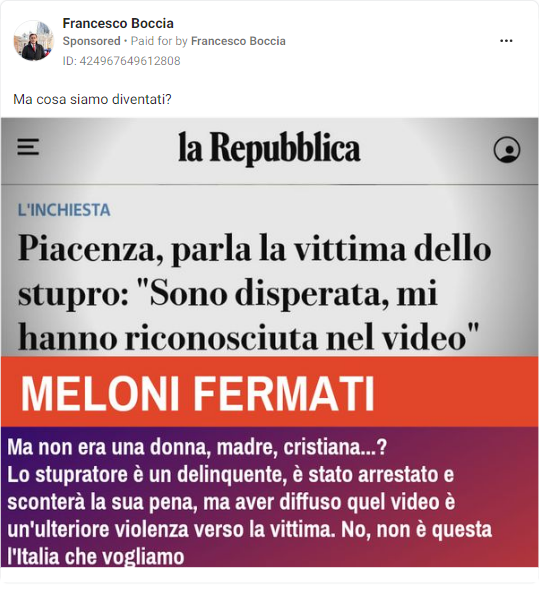 Francesco Boccia
Sponsored • Paid for by Francesco Boccia
ID: 424967649612808
Ma cosa siamo diventati?
la Repubblica
L'INCHIESTA
Piacenza, parla la vittima dello
stupro: "Sono disperata, mi
hanno riconosciuta nel video"
MELONI FERMATI
Ma non era una donna, madre, cristiana...?
Lo stupratore è un delinquente, è stato arrestato e
sconterà la sua pena, ma aver diffuso quel video è
un'ulteriore violenza verso la vittima. No, non è questa
l'Italia che vogliamo